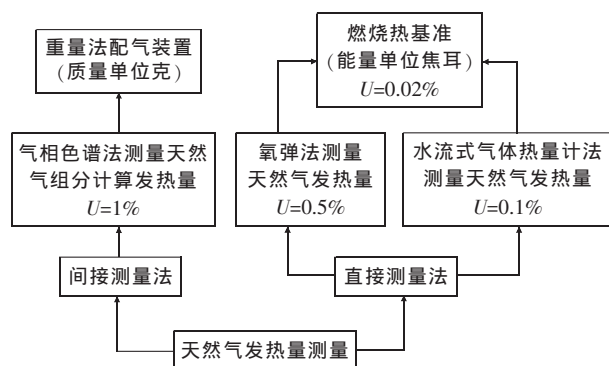 重量法配气装置
(质量单位克)
燃烧热基准
(能量单位焦耳)
U=0.02%
气相色谱法测量天然
气组分计算发热量
U=1%
氧弹法测量
天然气发热量
U=0.5%
水流式气体热量计法
测量天然气发热量
U=0.1%
间接测量法
直接测量法
天然气发热量测量